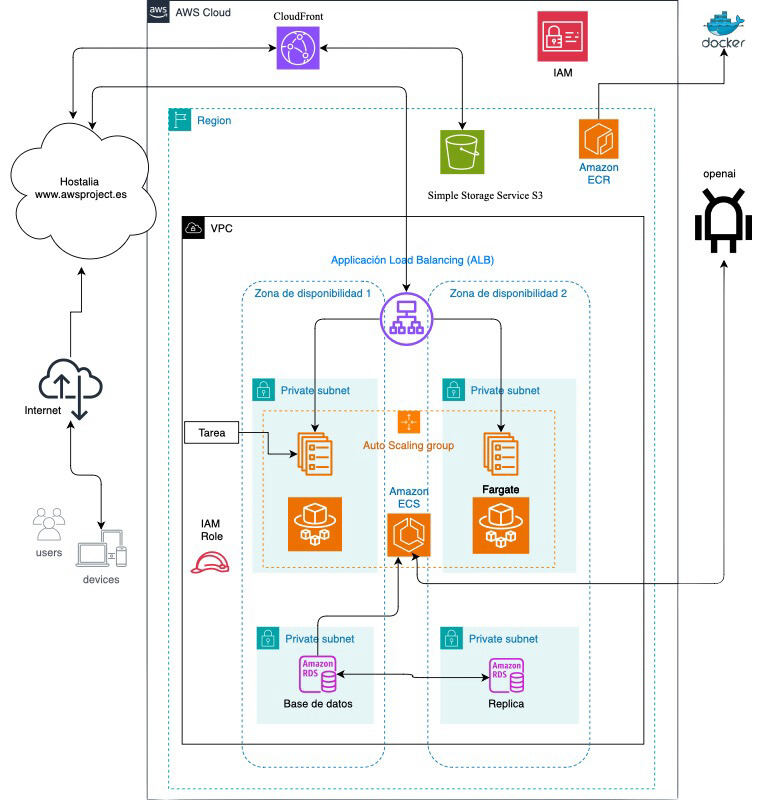 aws
AWS Cloud
CloudFront
IAM
docker
Region
Amazon
ECR
Simple Storage Service S3
openai
Hostalia
www.awsproject.es
VPC
Applicación Load Balancing (ALB)
Zona de disponibilidad 1
Zona de disponibilidad 2
Private subnet
Private subnet
Internet
Tarea
Auto Scaling group
Amazon
ECS
Fargate
IAM
Role
users
devices
Private subnet
Private subnet
Amazon
RDS
Amazon
RDS
Base de datos
Replica